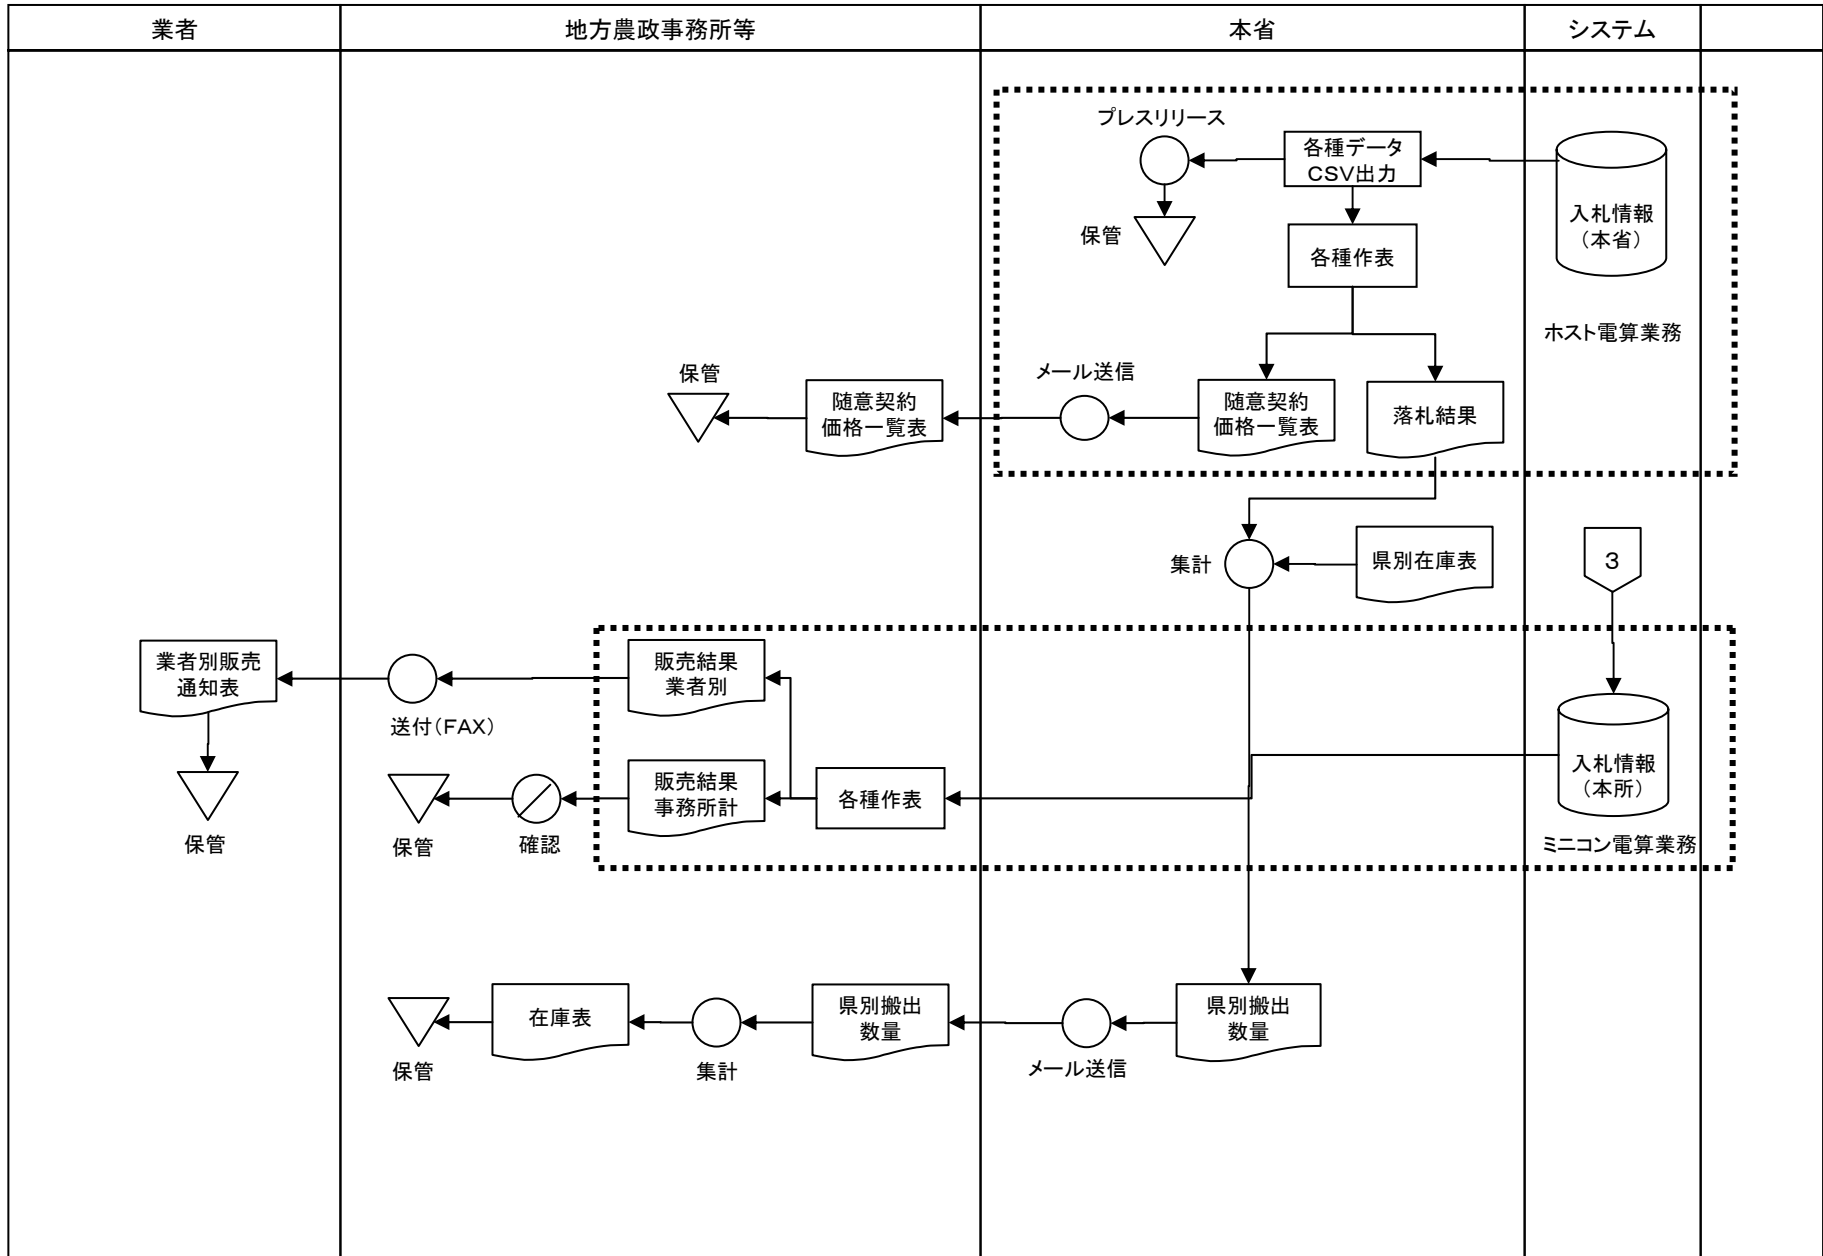 業者
地方農政事務所等
本省
システム
プレスリリース
各種データ
CSV出力
入札情報
（本省）
保管
各種作表
ホスト電算業務
保管
随意契約
価格一覧表
メール送信
随意契約
価格一覧表
落札結果
集計
県別在庫表
3
業者別販売
通知表
送付（FAX）
販売結果
業者別
保管
保管
確認
販売結果
事務所計
各種作表
入札情報
（本所）
ミニコン電算業務
保管
在庫表
集計
県別搬出
数量
メール送信
県別搬出
数量